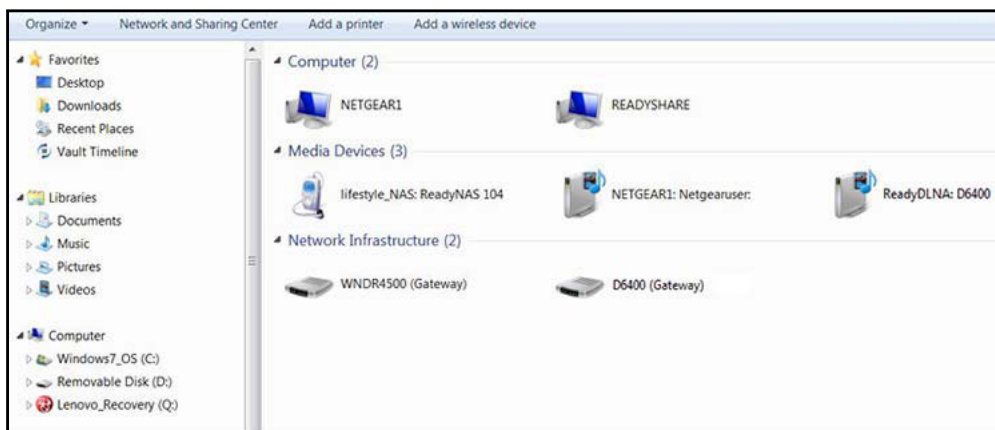 Organize Network and Sharing Center Add a printer Add a wireless device
Favorites
Desktop
Downloads
Recent Places
Vault Timeline
Libraries
Documents
Music
Pictures
Videos
Computer
Windows7_OS (C:)
Removable Disk (D:)
Lenovo_Recovery (Q:)
Computer (2)
NETGEAR1 READYSHARE
Media Devices (3)
lifestyle_NAS: ReadyNAS 104 NETGEAR1: Netgearuser: ReadyDLNA: D6400
Network Infrastructure (2)
WNDR4500 (Gateway) D6400 (Gateway)